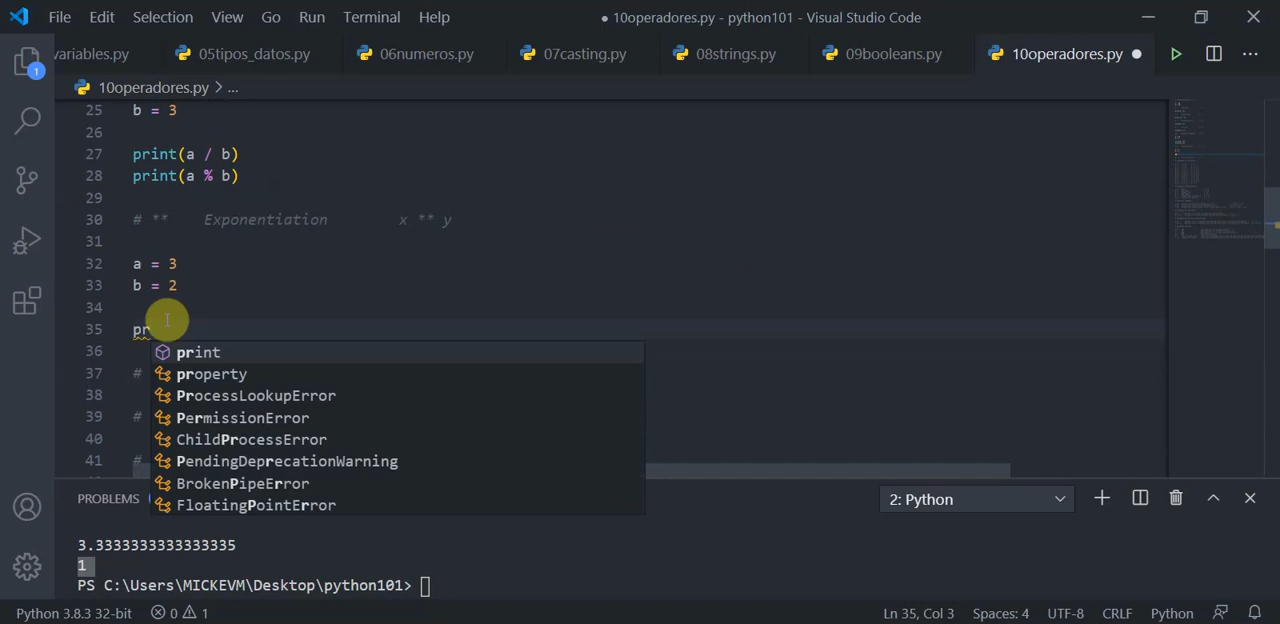 File Edit Selection View Go Run Terminal Help ● 10operadores.py - python101 - Visual Studio Code
variables.py 05tipos_datos.py 06numeros.py 07casting.py 08strings.py 09booleans.py 10operadores.py
10operadores.py > ...
1
25 b = 3
26
27 print(a / b)
28 print(a % b)
29
30 # ** Exponentiation x ** y
31
32 a = 3
33 b = 2
34
35 pr
36 print
37 # property
38 ProcessLookupError
39 # PermissionError
40 ChildProcessError
41 # PendingDeprecationWarning
BrokenPipeError
FloatingPointError
PROBLEMS 2: Python
3.3333333333333335
1
PS C:\Users\MICKEVM\Desktop\python101>
Python 3.8.3 32-bit 0 1 Ln 35, Col 3 Spaces: 4 UTF-8 CRLF Python